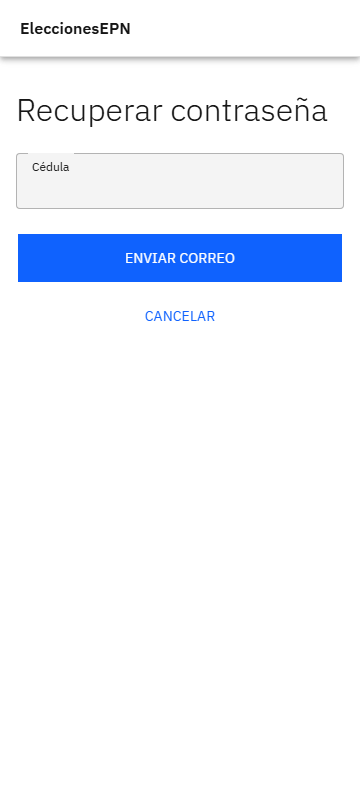 EleccionesEPN
Recuperar contraseña
Cédula
ENVIAR CORREO
CANCELAR